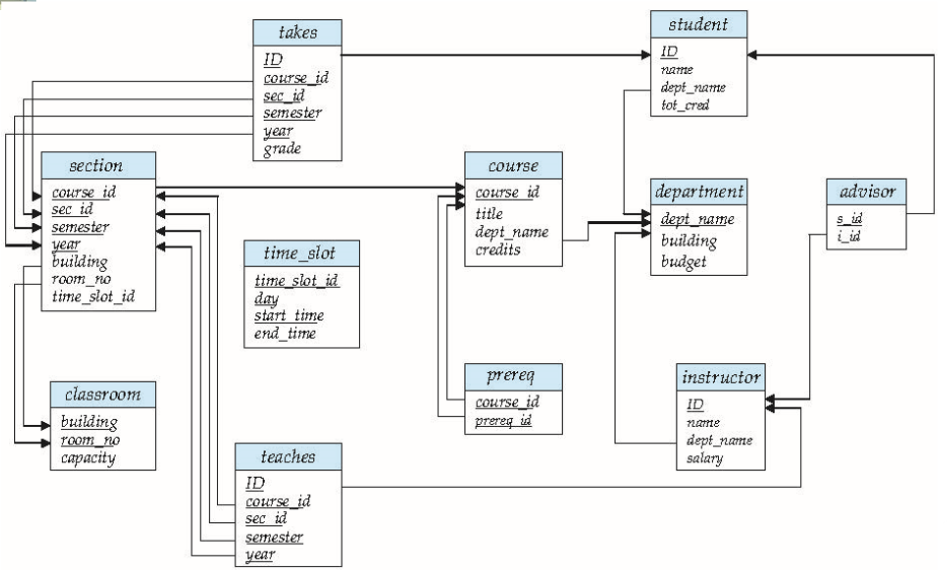 takes
ID
course_id
sec_id
semester
year
grade
student
ID
name
dept_name
tot_cred
section
course_id
sec_id
semester
year
building
room_no
time_slot_id
course
course_id
title
dept_name
credits
department
dept_name
building
budget
advisor
s_id
i_id
time_slot
time_slot_id
day
start_time
end_time
prereq
course_id
prereq_id
instructor
ID
name
dept_name
salary
classroom
building
room_no
capacity
teaches
ID
course_id
sec_id
semester
year